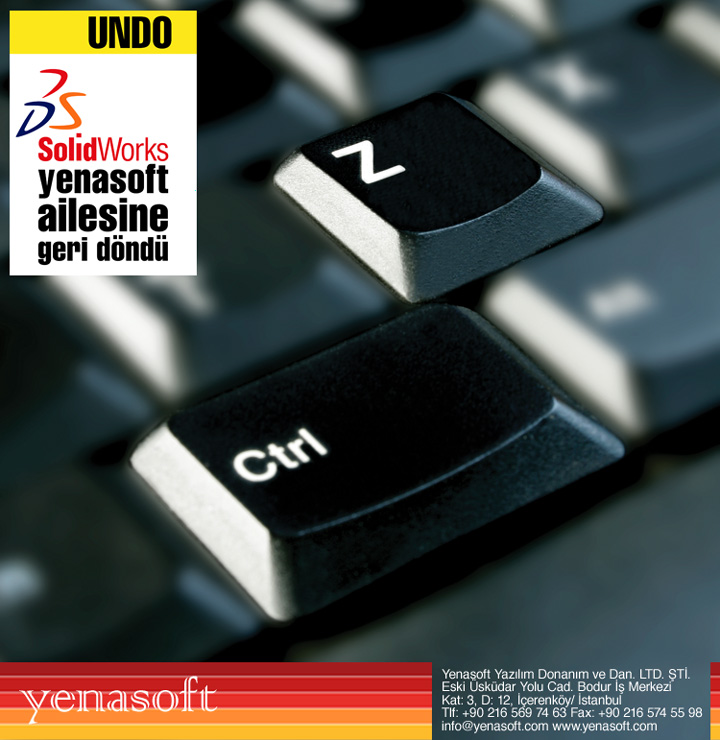 UNDO
SolidWorks
yenasoft
ailesine
geri döndü
Z
X
Alt
Ctrl
yenasoft
Yenaşoft Yazılım Donanım ve Dan. LTD. ŞTİ.
Eski Üsküdar Yolu Cad. Bodur İş Merkezi
Kat: 3, D: 12, İçerenköy/ İstanbul
Tlf: +90 216 569 74 63 Fax: +90 216 574 55 98
info@yenasoft.com www.yenasoft.com